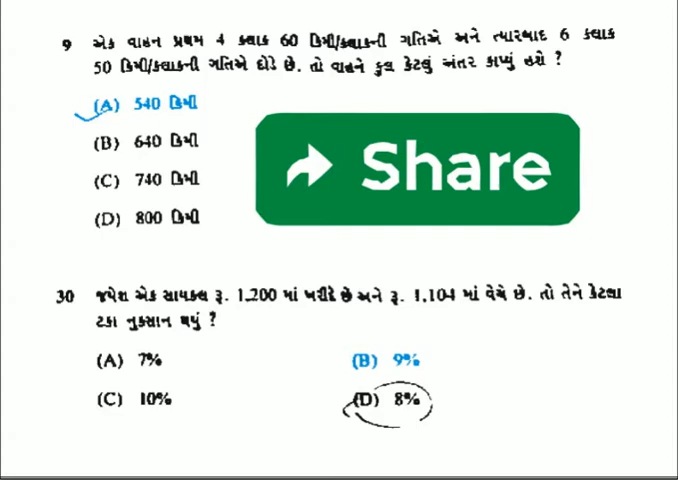 9 એક વાહન પ્રથમ 4 કલાક 60 કિમી/કલાકની ગતિએ અને ત્યારબાદ 6 કલાક
50 કિમી/કલાકની ગતિએ દોડે છે. તો વાહને કુલ કેટલું અંતર કાપ્યું હશે ?
(A) 540 કિમી
(B) 640 કિમી
(C) 740 કિમી
(D) 800 કિમી
Share
30 જપેશ એક સાયકલ રૂ. 1,200 માં ખરીદે છે અને રૂ. 1,104 માં વેચે છે. તો તેને કેટલા
ટકા નુકસાન થયું ?
(A) 7% (B) 9%
(C) 10% (D) 8%